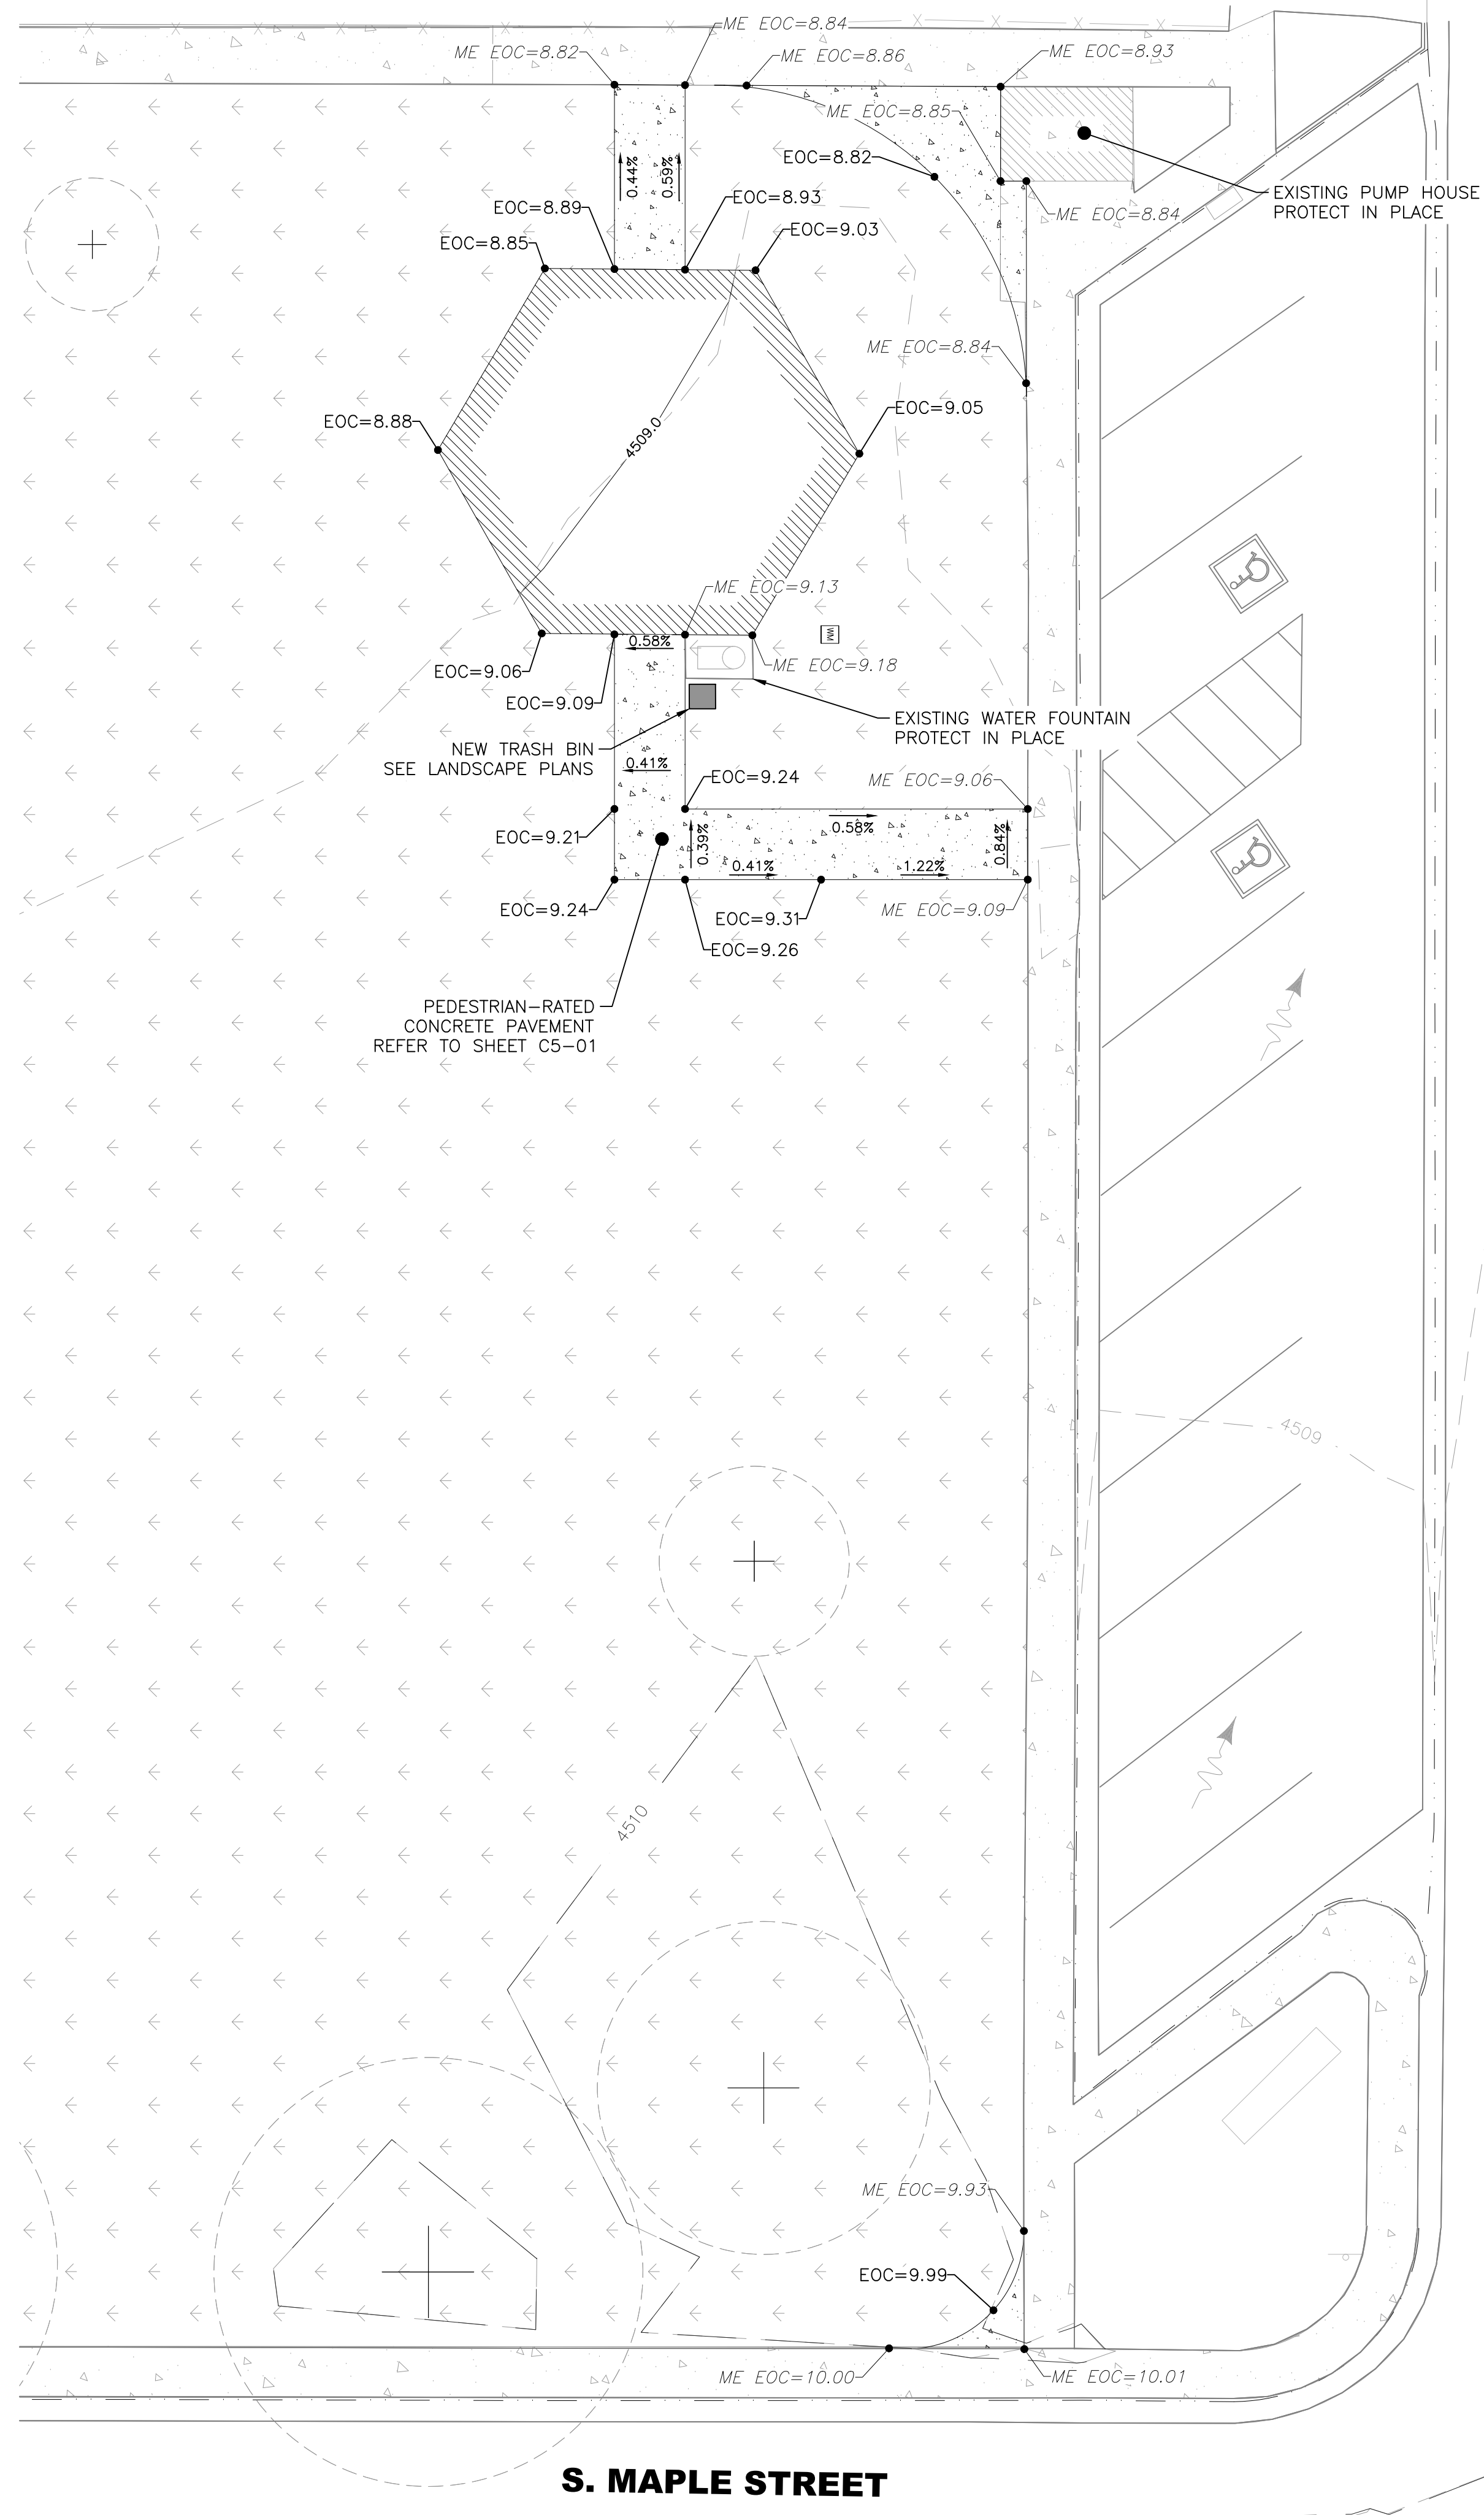 ME EOC=8.84
ME EOC=8.82
ME EOC=8.86
ME EOC=8.93
ME EOC=8.85
EOC=8.82
0.44%
0.59%
EXISTING PUMP HOUSE
PROTECT IN PLACE
EOC=8.89
EOC=8.93
ME EOC=8.84
EOC=8.85
EOC=9.03
ME EOC=8.84
EOC=8.88
EOC=9.05
4509.0
ME EOC=9.13
0.58%
WM
EOC=9.06
ME EOC=9.18
EOC=9.09
EXISTING WATER FOUNTAIN
PROTECT IN PLACE
NEW TRASH BIN
SEE LANDSCAPE PLANS
0.41%
EOC=9.24
ME EOC=9.06
EOC=9.21
0.39%
0.58%
0.84%
0.41%
1.22%
EOC=9.24
EOC=9.31
ME EOC=9.09
EOC=9.26
PEDESTRIAN-RATED
CONCRETE PAVEMENT
REFER TO SHEET C5-01
4509
4510
ME EOC=9.93
EOC=9.99
ME EOC=10.00
ME EOC=10.01
S. MAPLE STREET